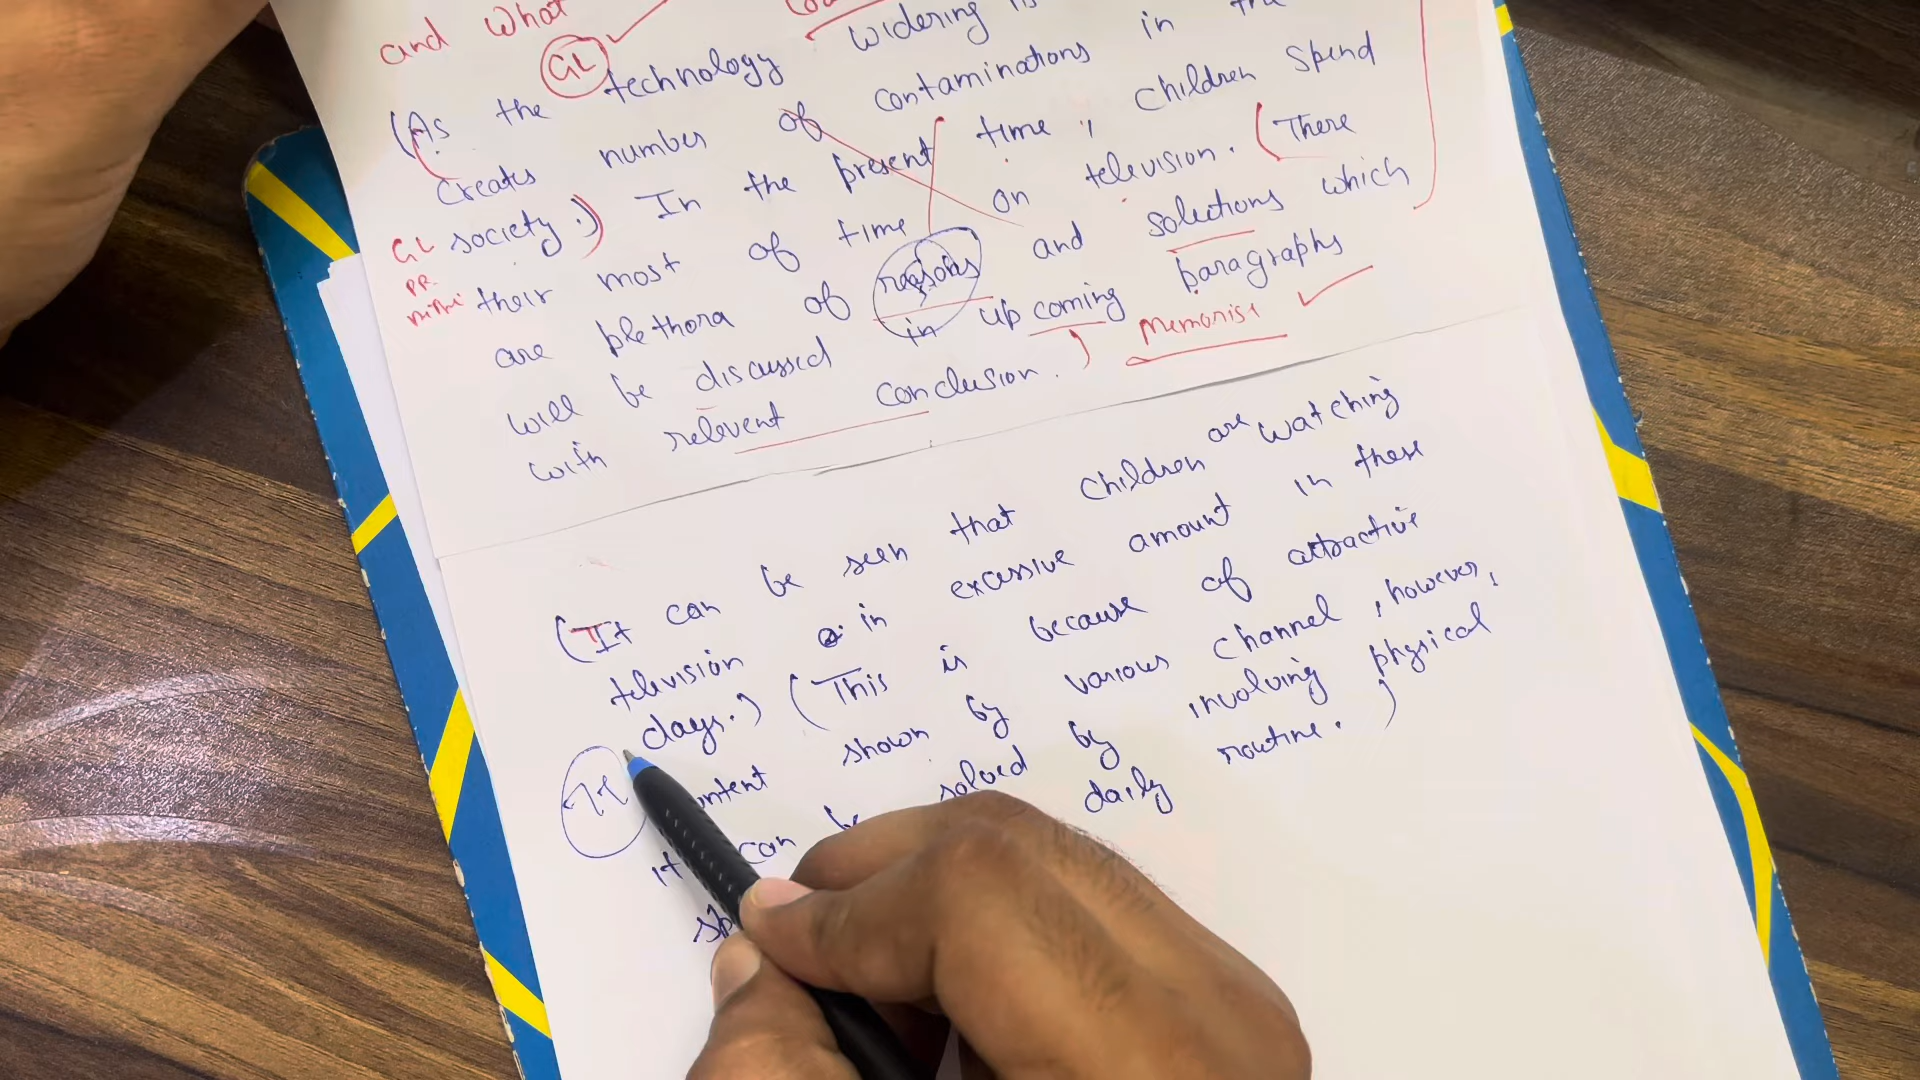 and what
GL
(As the technology widering is
creates number of contaminations in the
society.) In the present time, children spend
GL
PR
their most of time on television. (There
are plethora of reasons and solutions which
will be discussed in upcoming paragraphs
with relevent conclusion.) Memorise
(It can be seen that children are watching
television in excessive amount in these
days.) (This is because of attractive
content shown by various channel, however,
it can be solved by involving physical
daily routine.)